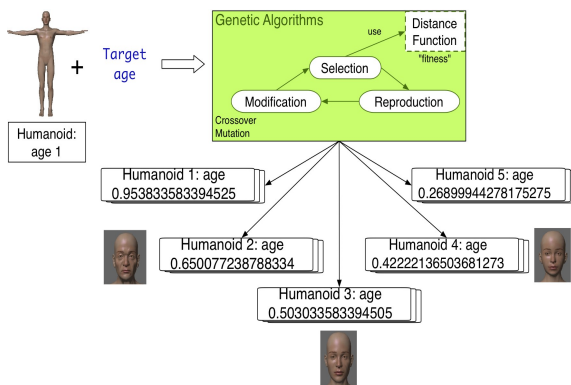 Genetic Algorithms
Distance
Function
use
"fitness"
Selection
Modification
Reproduction
Crossover
Mutation
+
Target
age
Humanoid:
age 1
Humanoid 1: age
0.953833583394525
Humanoid 5: age
0.26899944278175275
Humanoid 2: age
0.650077238788334
Humanoid 4: age
0.42222136503681273
Humanoid 3: age
0.503033583394505